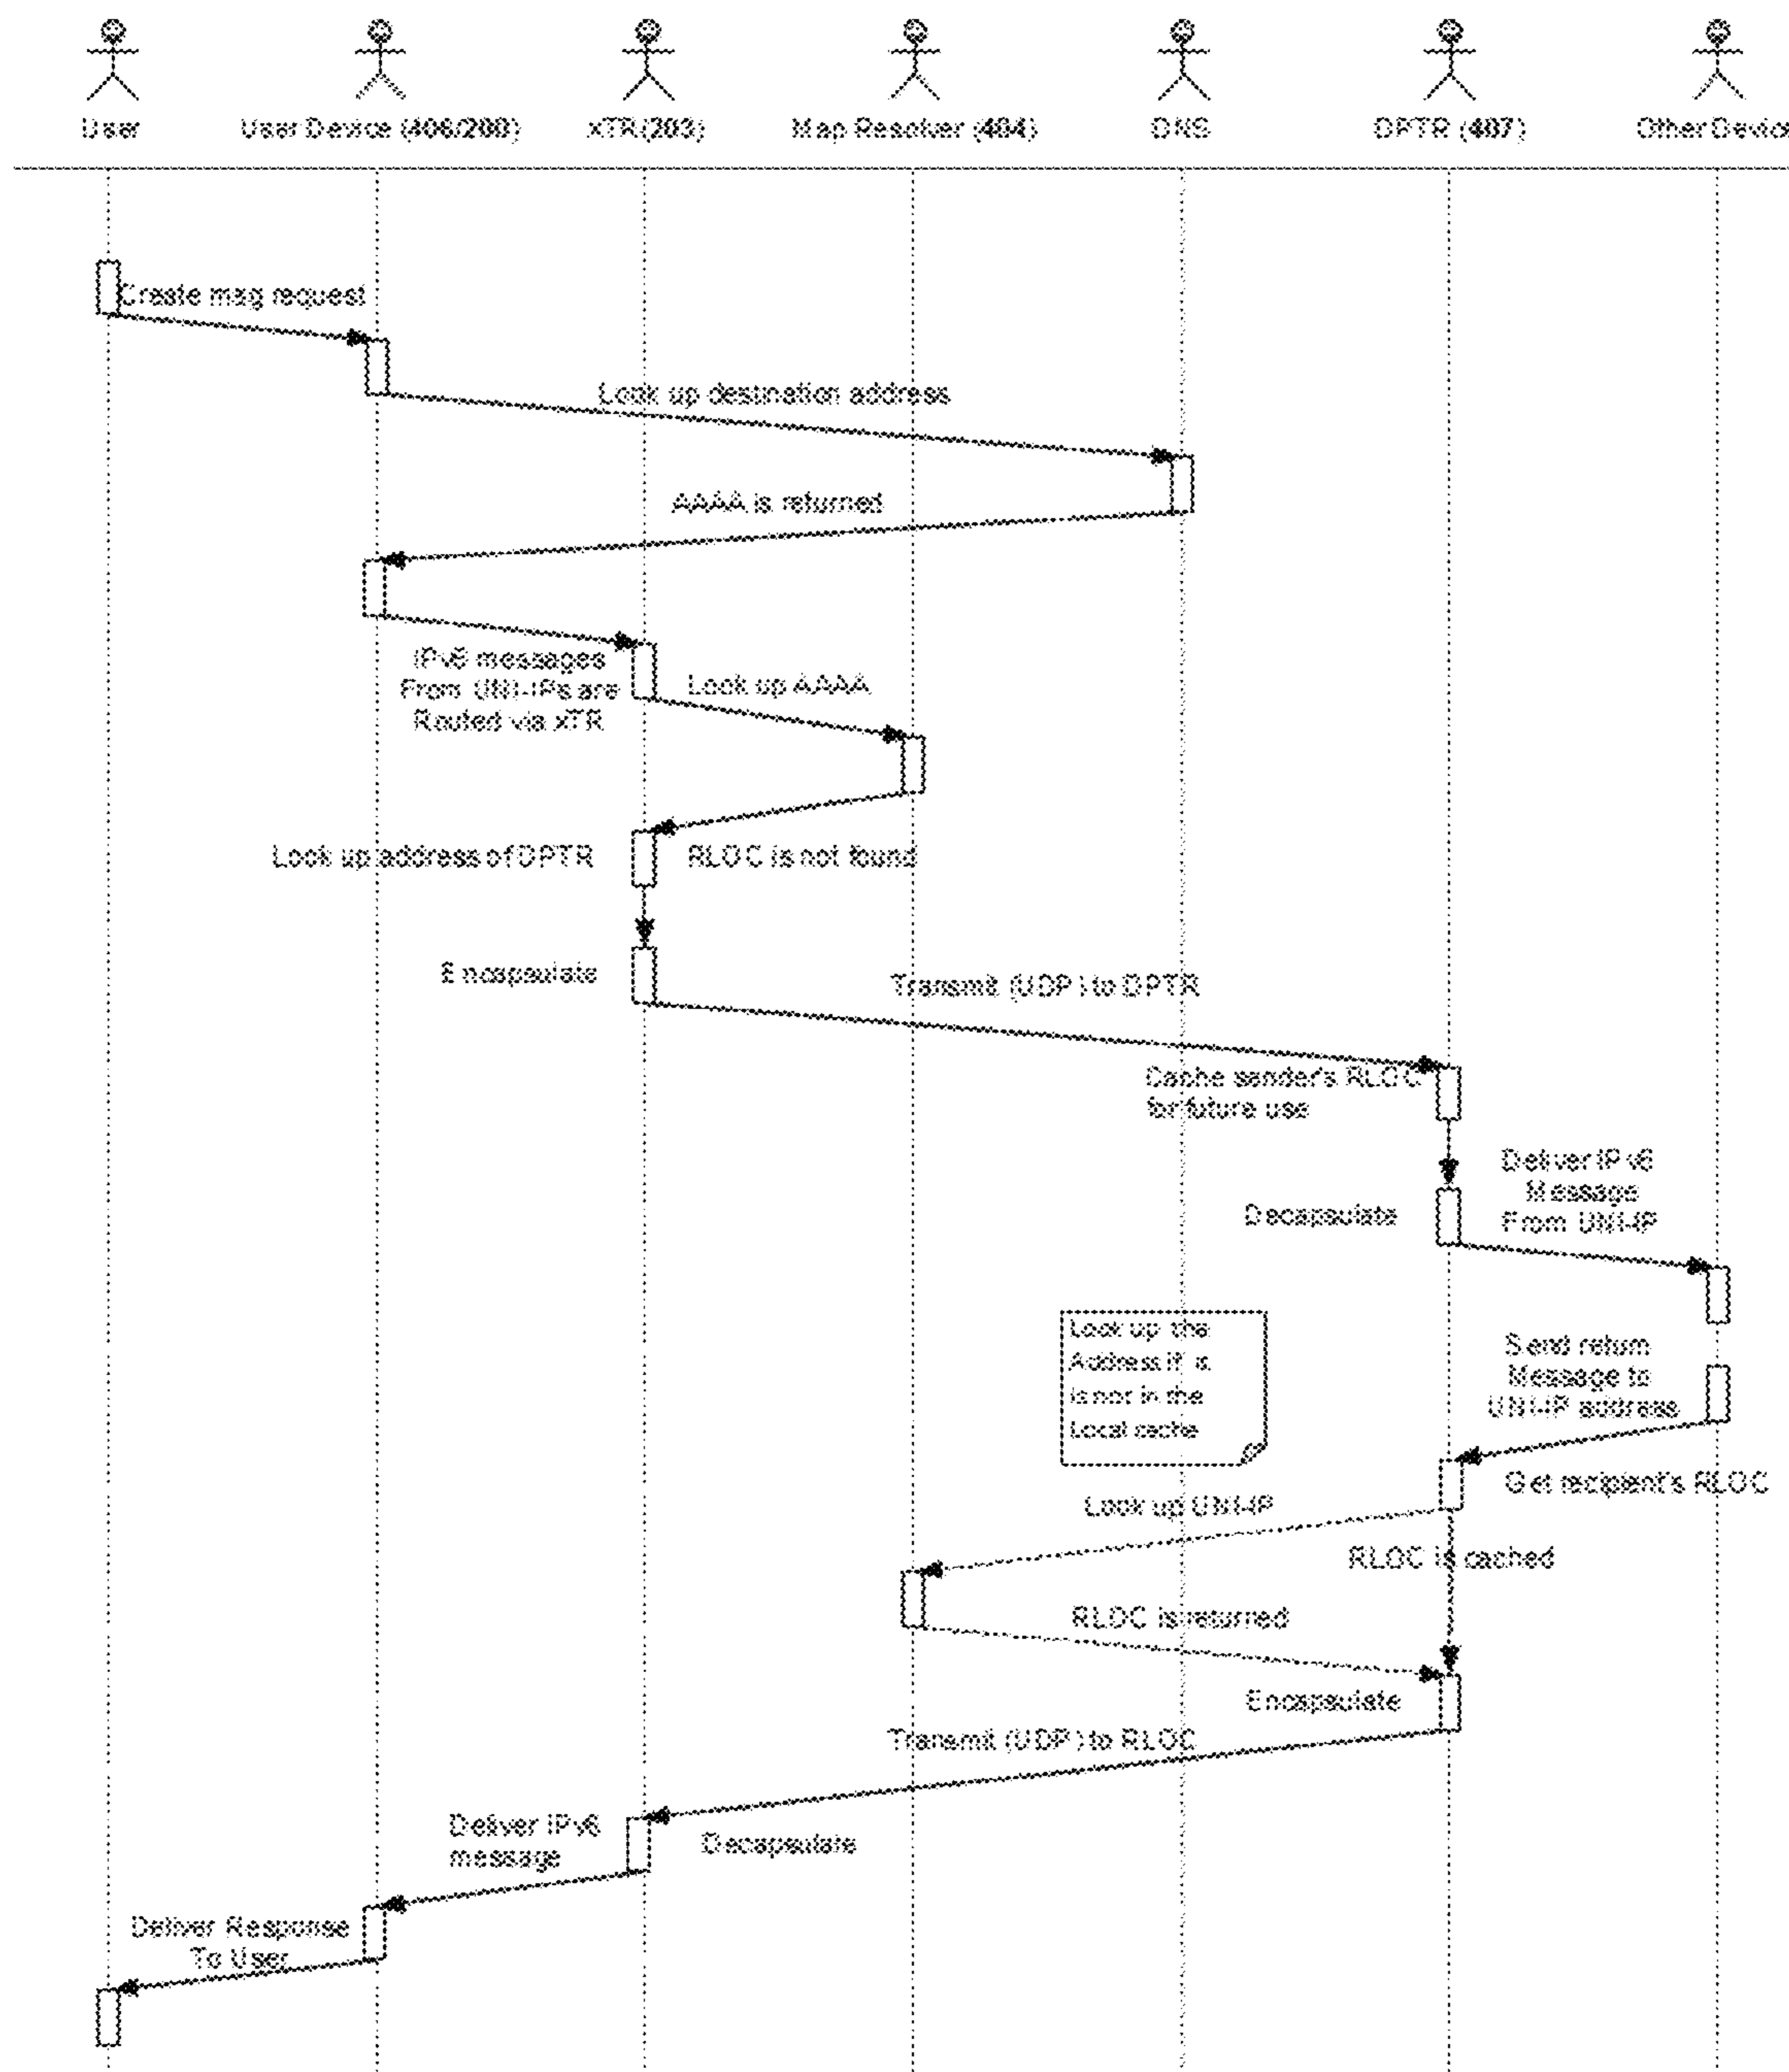 User
User Device (406/200)
xTR(203)
Map Resolver (404)
DNS
DPTR (407)
Other Device
Create msg request
Look up destination address
AAAA is returned
IPv6 messages
From UNI-IPs are
Routed via xTR
Look up AAAA
Look up address of DPTR
RLOC is not found
Encapsulate
Transmit (UDP) to DPTR
Cache sender's RLOC
for future use
Deliver IPv6
Message
From UNI-IP
Decapsulate
Look up the
Address if is
is not in the
Local cache
Send return
Message to
UNI-IP address
Get recipient's RLOC
Look up UNI-IP
RLOC is cached
RLOC is returned
Encapsulate
Transmit (UDP) to RLOC
Deliver IPv6
message
Decapsulate
Deliver Response
To User